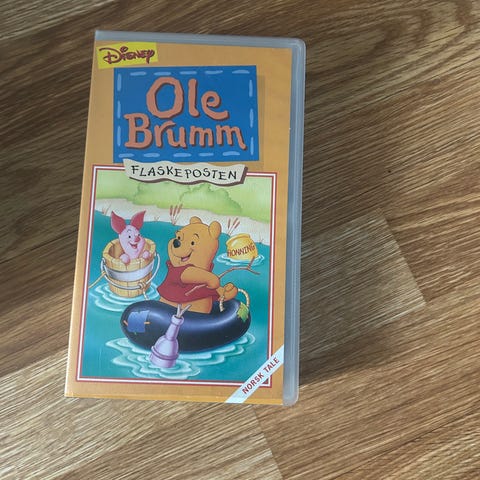 Disney
Ole
Brumm
FLASKEPOSTEN
HONNING
NORSK TALE